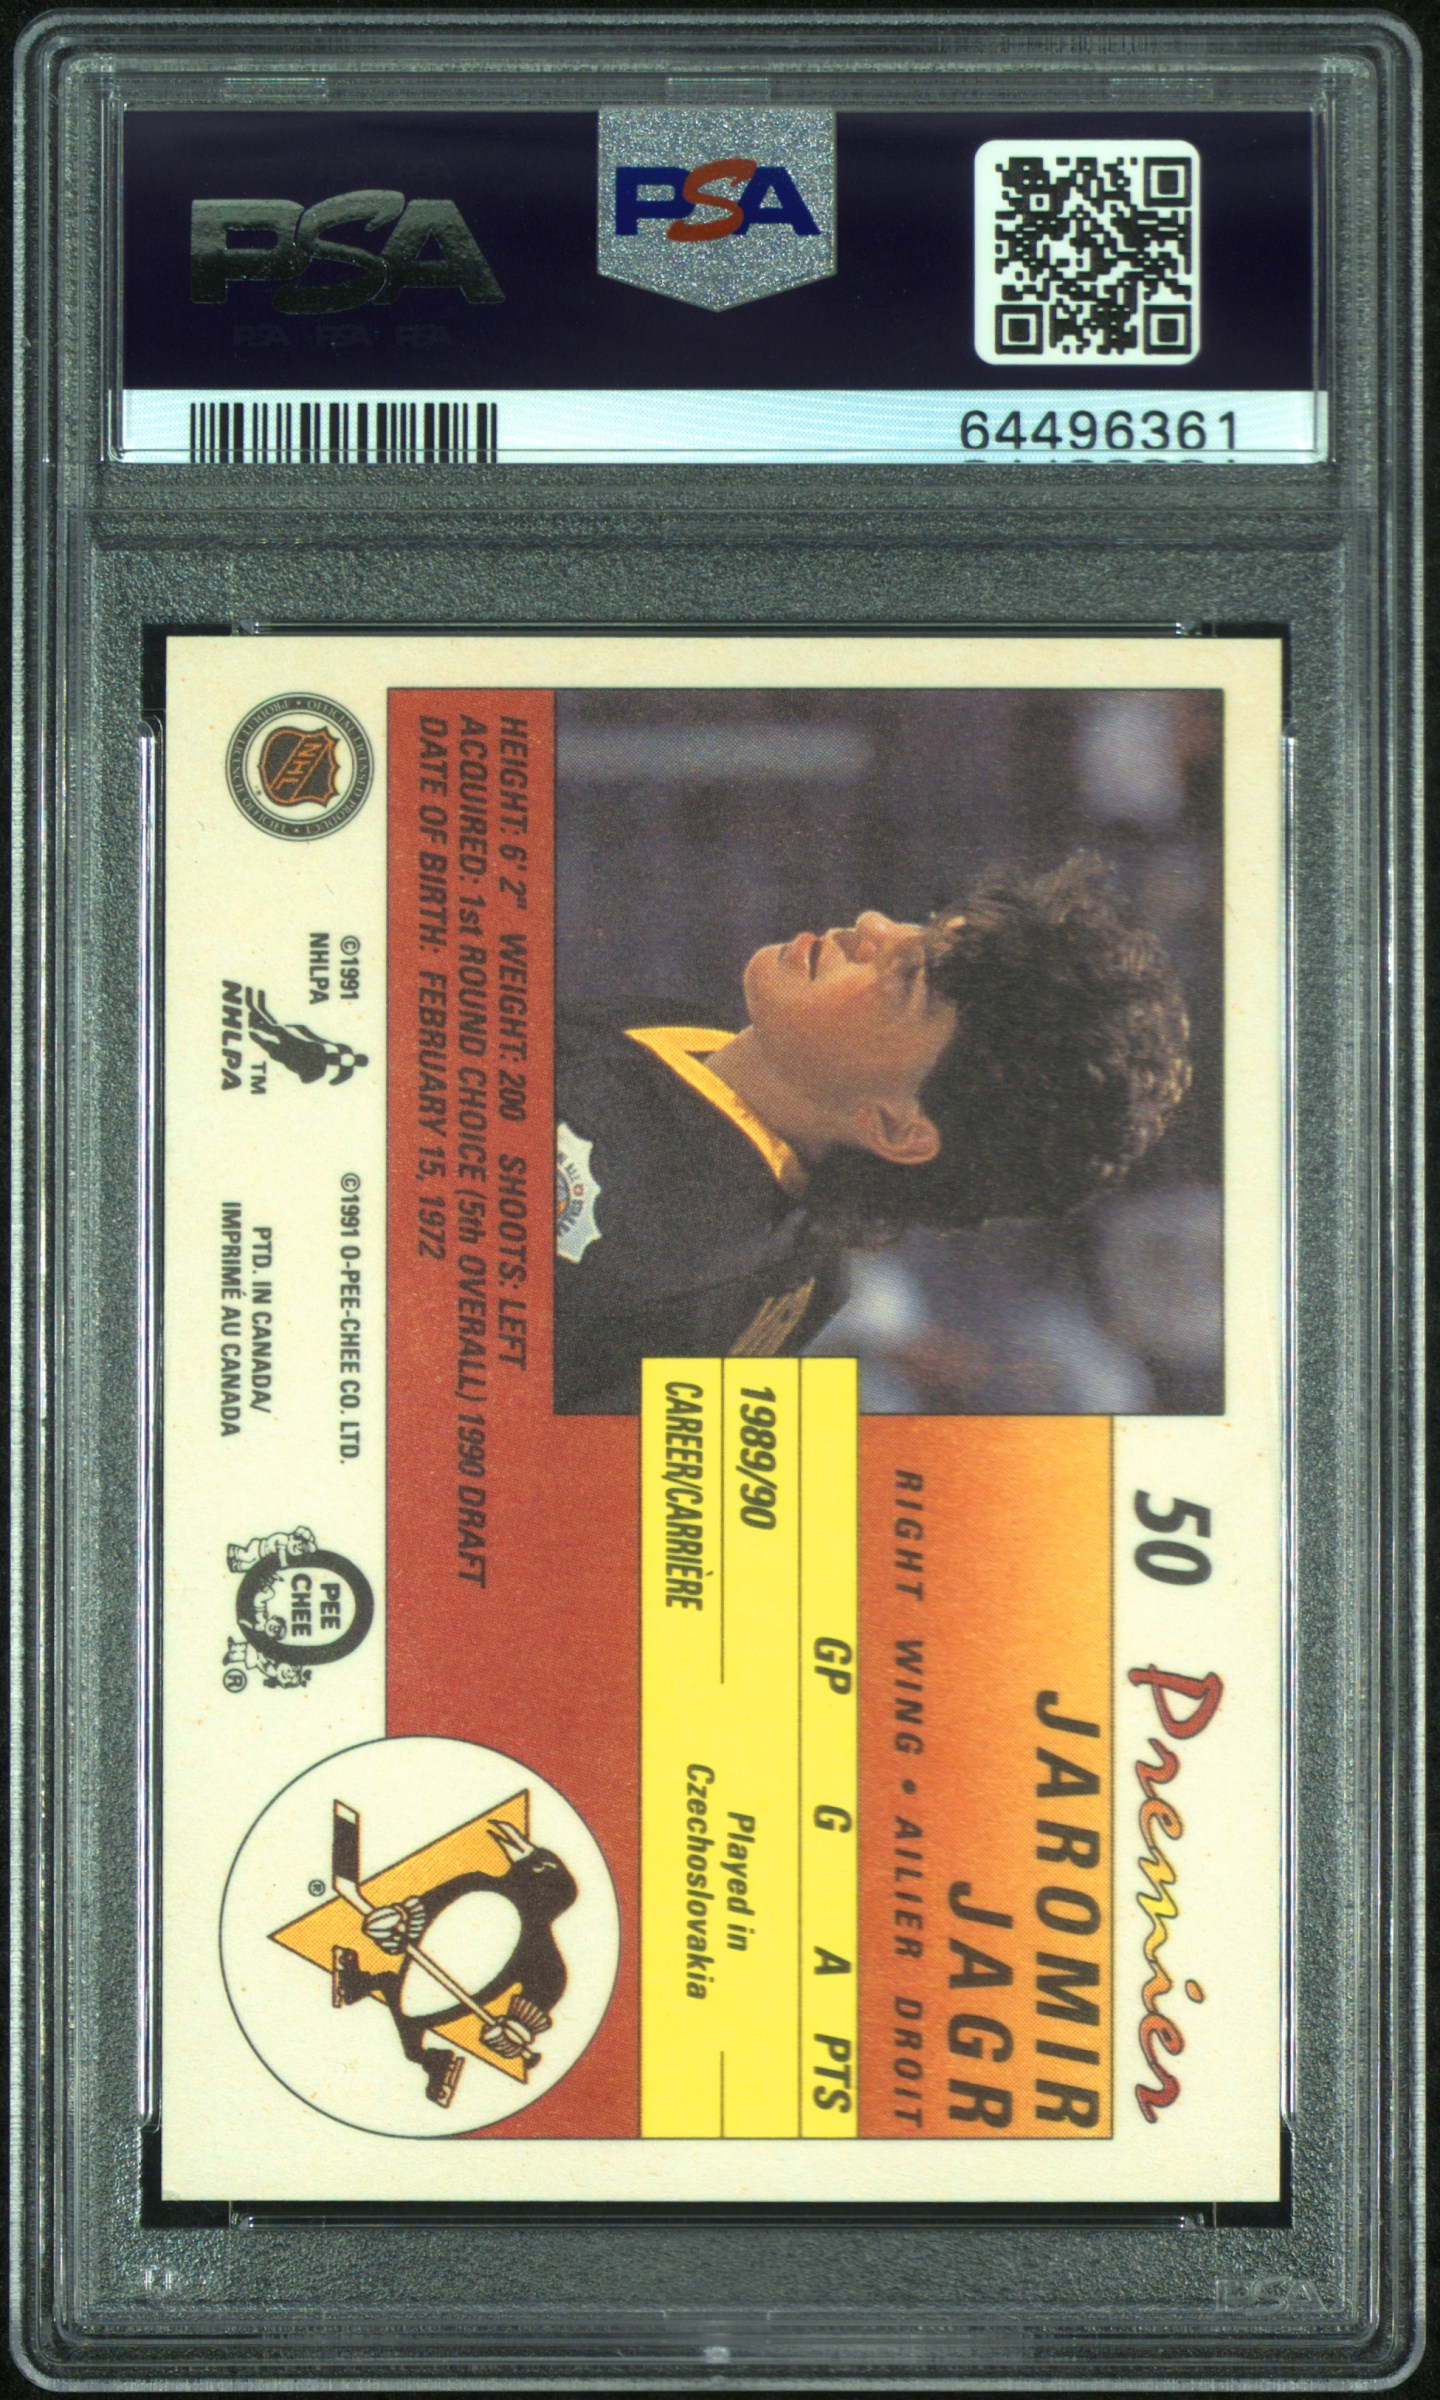 PSA
PSA
PSA PSA PSA
64496361
50 Premier
JAROMIR
JAGR
RIGHT WING • AILIER DROIT
GP G A PTS
1989/90
CAREER/CARRIÈRE
Played in
Czechoslovakia
HEIGHT: 6' 2" WEIGHT: 200 SHOOTS: LEFT
ACQUIRED: 1st ROUND CHOICE (5th OVERALL) 1990 DRAFT
DATE OF BIRTH: FEBRUARY 15, 1972
NHL
©1991
NHLPA
TM
NHLPA
©1991 O-PEE-CHEE CO. LTD.
PTD. IN CANADA/
IMPRIMÉ AU CANADA
O
PEE
CHEE
®
®
PSA